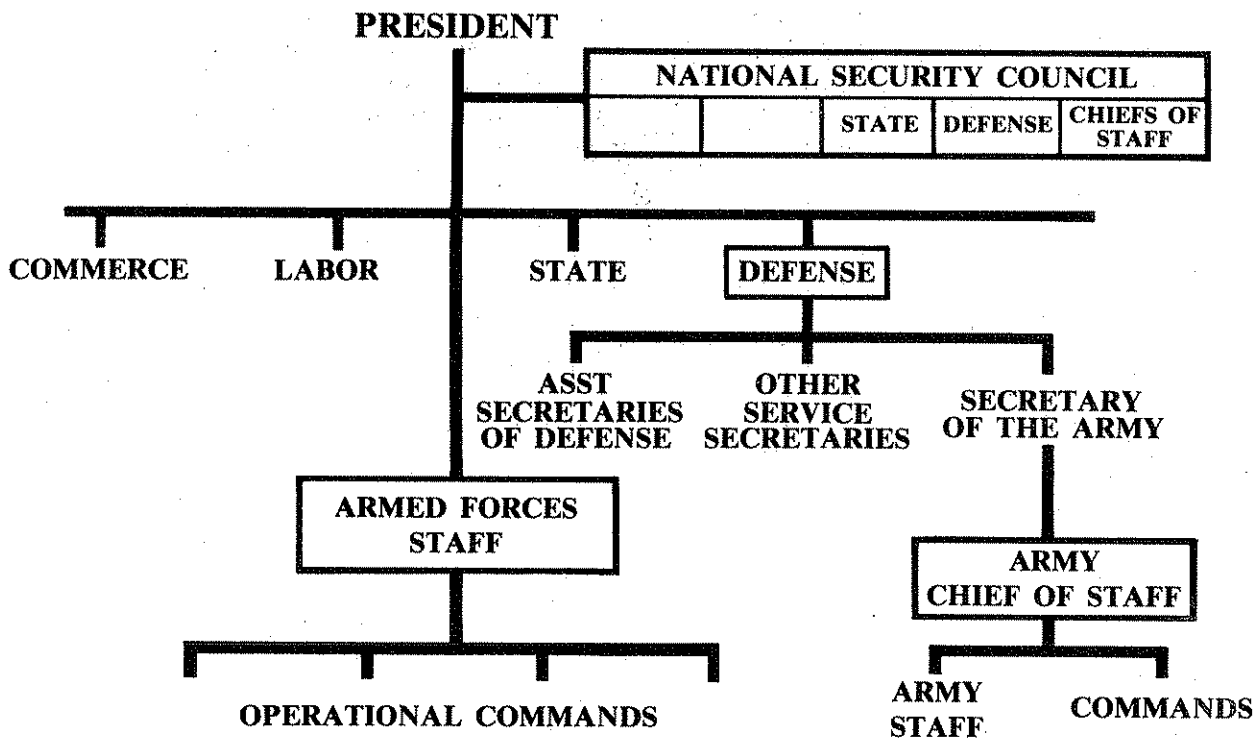 PRESIDENT
NATIONAL SECURITY COUNCIL
STATE
DEFENSE
CHIEFS OF
STAFF
COMMERCE
LABOR
STATE
DEFENSE
ASST
SECRETARIES
OF DEFENSE
OTHER
SERVICE
SECRETARIES
SECRETARY
OF THE ARMY
ARMED FORCES
STAFF
ARMY
CHIEF OF STAFF
OPERATIONAL COMMANDS
ARMY
STAFF
COMMANDS